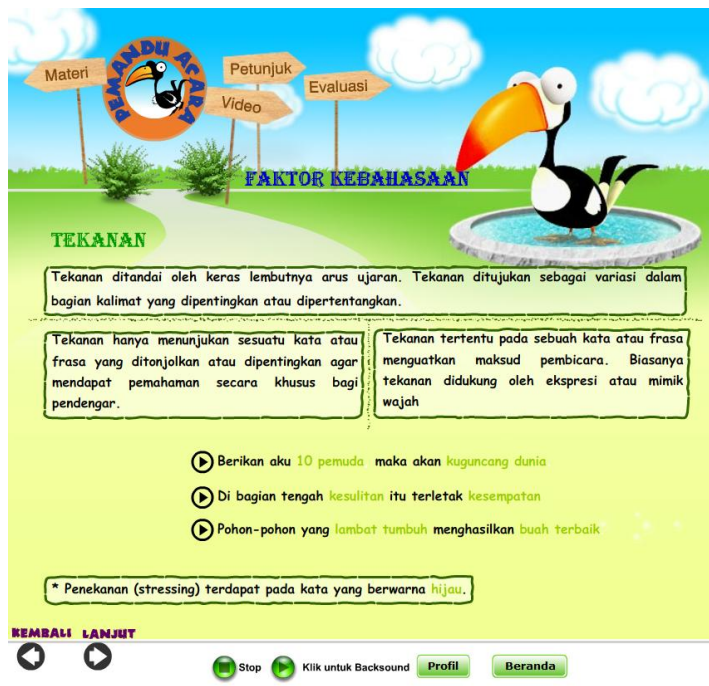 Materi
PEMANDU ACARA
Petunjuk
Video
Evaluasi
FAKTOR KEBAHASAAN
TEKANAN
Tekanan ditandai oleh keras lembutnya arus ujaran. Tekanan ditujukan sebagai variasi dalam
bagian kalimat yang dipentingkan atau dipertentangkan.
Tekanan hanya menunjukan sesuatu kata atau
frasa yang ditonjolkan atau dipentingkan agar
mendapat pemahaman secara khusus bagi
pendengar.
Tekanan tertentu pada sebuah kata atau frasa
menguatkan maksud pembicara. Biasanya
tekanan didukung oleh ekspresi atau mimik
wajah
Berikan aku 10 pemuda maka akan kuguncang dunia
Di bagian tengah kesulitan itu terletak kesempatan
Pohon-pohon yang lambat tumbuh menghasilkan buah terbaik
* Penekanan (stressing) terdapat pada kata yang berwarna hijau.
KEMBALI LANJUT
Stop Klik untuk Backsound Profil Beranda